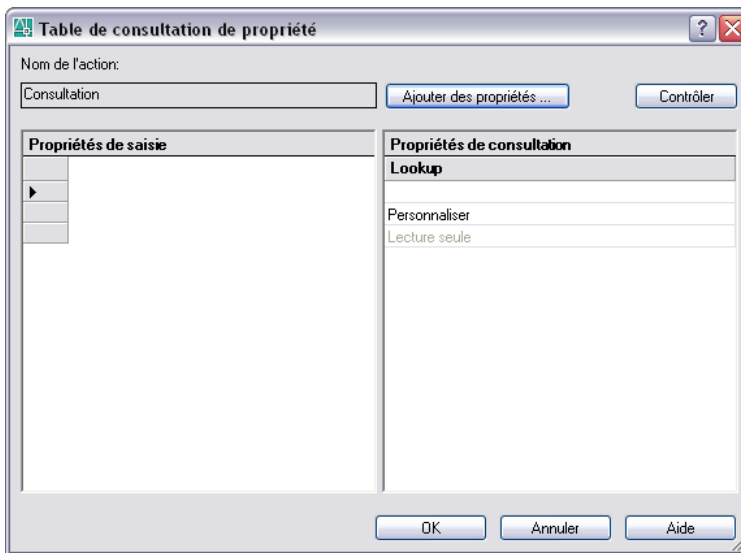 Table de consultation de propriété
Nom de l'action:
Consultation
Ajouter des propriétés ...
Contrôler
Propriétés de saisie
Propriétés de consultation
Lookup
Personnaliser
Lecture seule
OK
Annuler
Aide